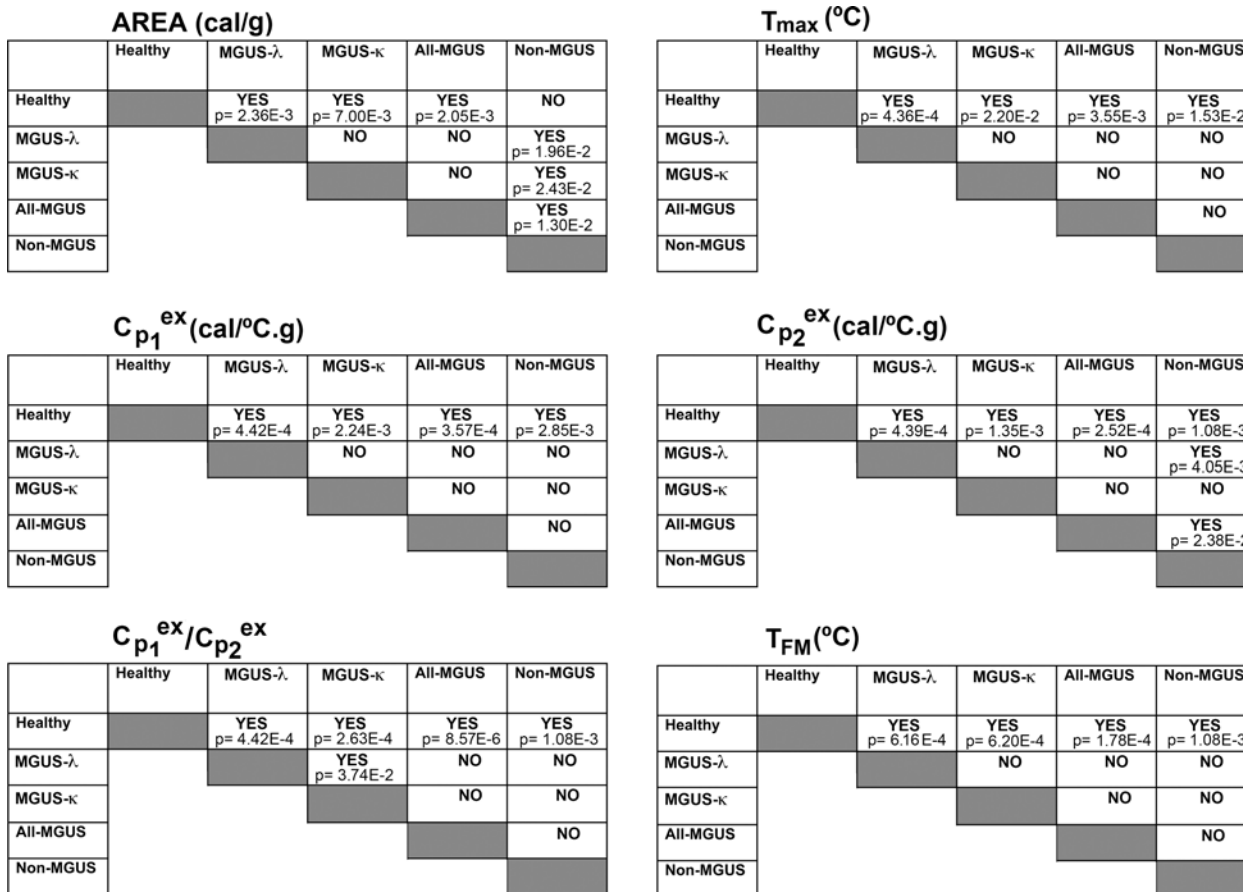 AREA (cal/g)
Healthy MGUS-λ MGUS-κ All-MGUS Non-MGUS
Healthy YES YES YES NO
p= 2.36E-3 p= 7.00E-3 p= 2.05E-3
MGUS-λ NO NO YES
p= 1.96E-2
MGUS-κ NO YES
p= 2.43E-2
All-MGUS YES
p= 1.30E-2
Non-MGUS
Tmax (ºC)
Healthy MGUS-λ MGUS-κ All-MGUS Non-MGUS
Healthy YES YES YES YES
p= 4.36E-4 p= 2.20E-2 p= 3.55E-3 p= 1.53E-2
MGUS-λ NO NO NO
MGUS-κ NO NO
All-MGUS NO
Non-MGUS
Cp1ex (cal/ºC.g)
Healthy MGUS-λ MGUS-κ All-MGUS Non-MGUS
Healthy YES YES YES YES
p= 4.42E-4 p= 2.24E-3 p= 3.57E-4 p= 2.85E-3
MGUS-λ NO NO NO
MGUS-κ NO NO
All-MGUS NO
Non-MGUS
Cp2ex (cal/ºC.g)
Healthy MGUS-λ MGUS-κ All-MGUS Non-MGUS
Healthy YES YES YES YES
p= 4.39E-4 p= 1.35E-3 p= 2.52E-4 p= 1.08E-3
MGUS-λ NO NO YES
p= 4.05E-3
MGUS-κ NO NO
All-MGUS YES
p= 2.38E-2
Non-MGUS
Cp1ex/Cp2ex
Healthy MGUS-λ MGUS-κ All-MGUS Non-MGUS
Healthy YES YES YES YES
p= 4.42E-4 p= 2.63E-4 p= 8.57E-6 p= 1.08E-3
MGUS-λ YES NO NO
p= 3.74E-2
MGUS-κ NO NO
All-MGUS NO
Non-MGUS
TFM(ºC)
Healthy MGUS-λ MGUS-κ All-MGUS Non-MGUS
Healthy YES YES YES YES
p= 6.16E-4 p= 6.20E-4 p= 1.78E-4 p= 1.08E-3
MGUS-λ NO NO NO
MGUS-κ NO NO
All-MGUS NO
Non-MGUS